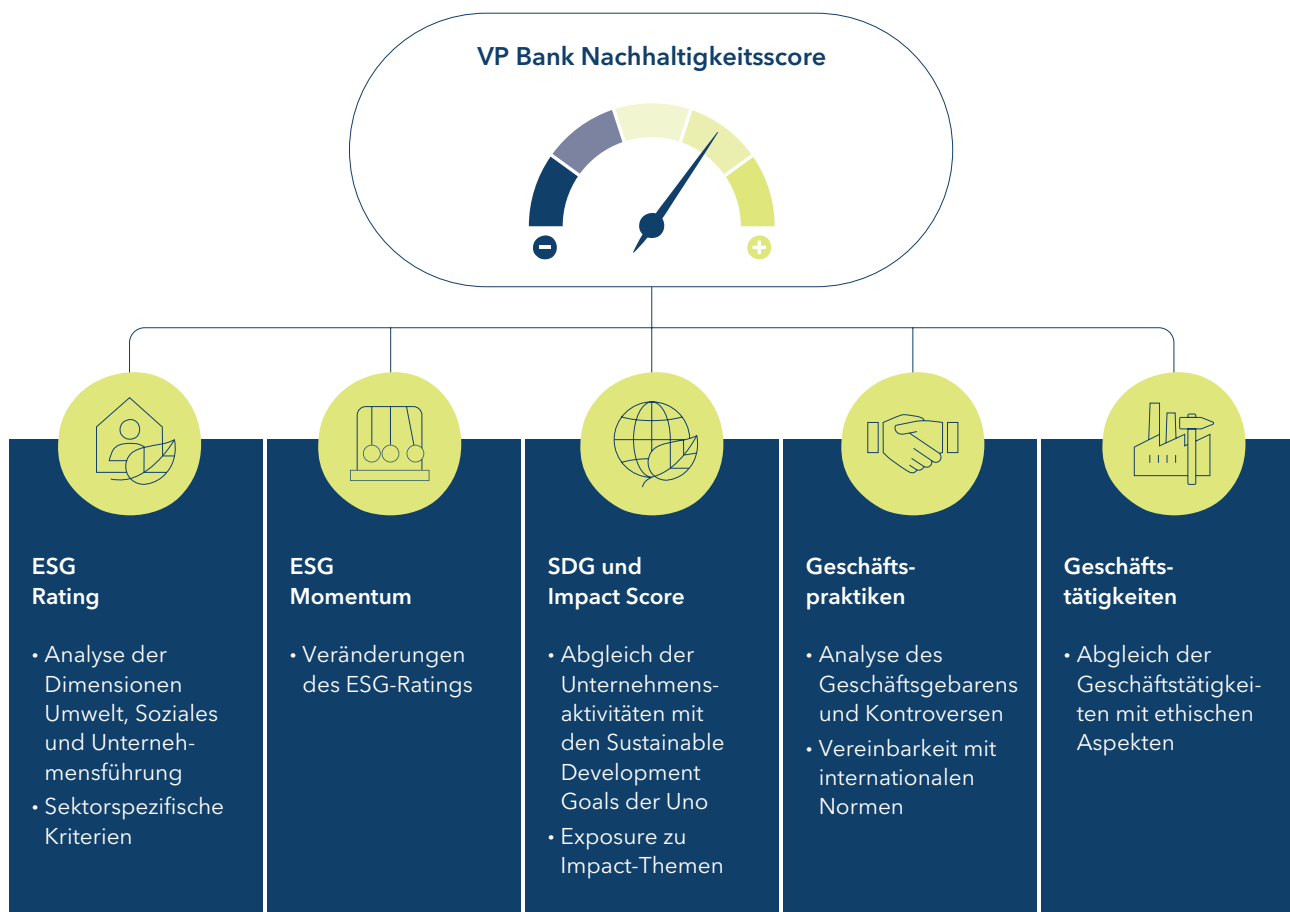 VP Bank Nachhaltigkeitsscore
ESG
Rating
• Analyse der
Dimensionen
Umwelt, Soziales
und Unterneh-
mensführung
• Sektorspezifische
Kriterien
ESG
Momentum
• Veränderungen
des ESG-Ratings
SDG und
Impact Score
• Abgleich der
Unternehmens-
aktivitäten mit
den Sustainable
Development
Goals der Uno
• Exposure zu
Impact-Themen
Geschäfts-
praktiken
• Analyse des
Geschäftsgebarens
und Kontroversen
• Vereinbarkeit mit
internationalen
Normen
Geschäfts-
tätigkeiten
• Abgleich der
Geschäftstätigkei-
ten mit ethischen
Aspekten